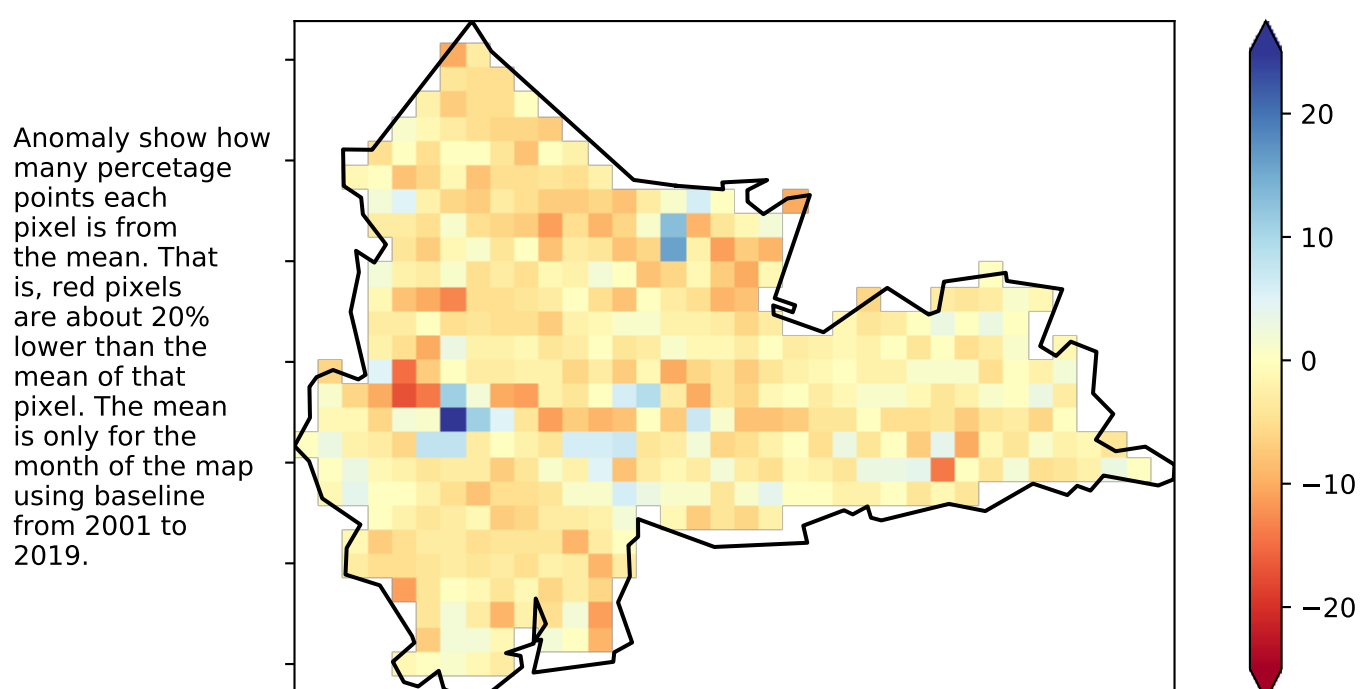 Anomaly show how
many percetage
points each
pixel is from
the mean. That
is, red pixels
are about 20%
lower than the
mean of that
pixel. The mean
is only for the
month of the map
using baseline
from 2001 to
2019.
20
10
0
−10
−20